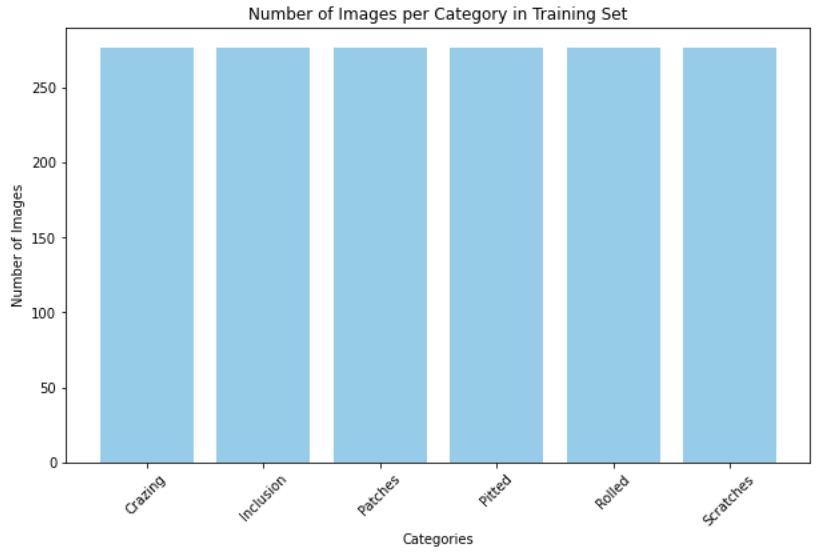 Number of Images per Category in Training Set
250
200
150
100
50
0
Number of Images
Crazing
Inclusion
Patches
Pitted
Rolled
Scratches
Categories